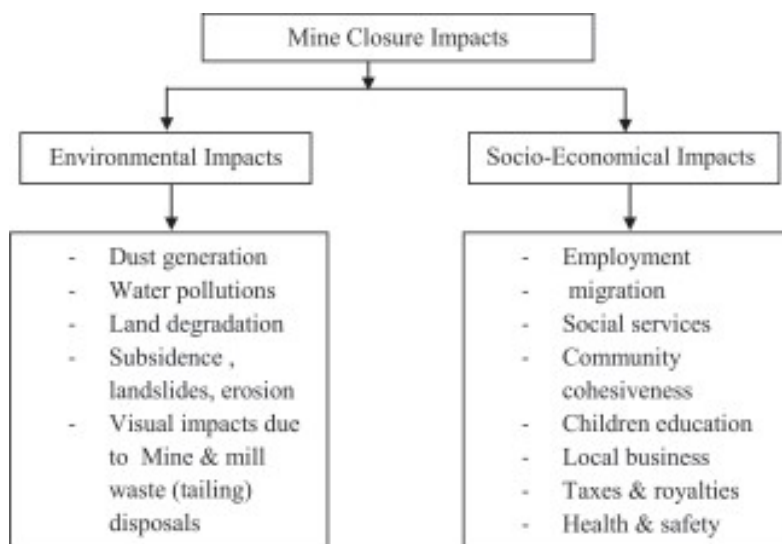 Mine Closure Impacts
Environmental Impacts
Socio-Economical Impacts
- Dust generation
- Water pollutions
- Land degradation
- Subsidence ,
landslides, erosion
- Visual impacts due
to Mine & mill
waste (tailing)
disposals
- Employment
- migration
- Social services
- Community
cohesiveness
- Children education
- Local business
- Taxes & royalties
- Health & safety